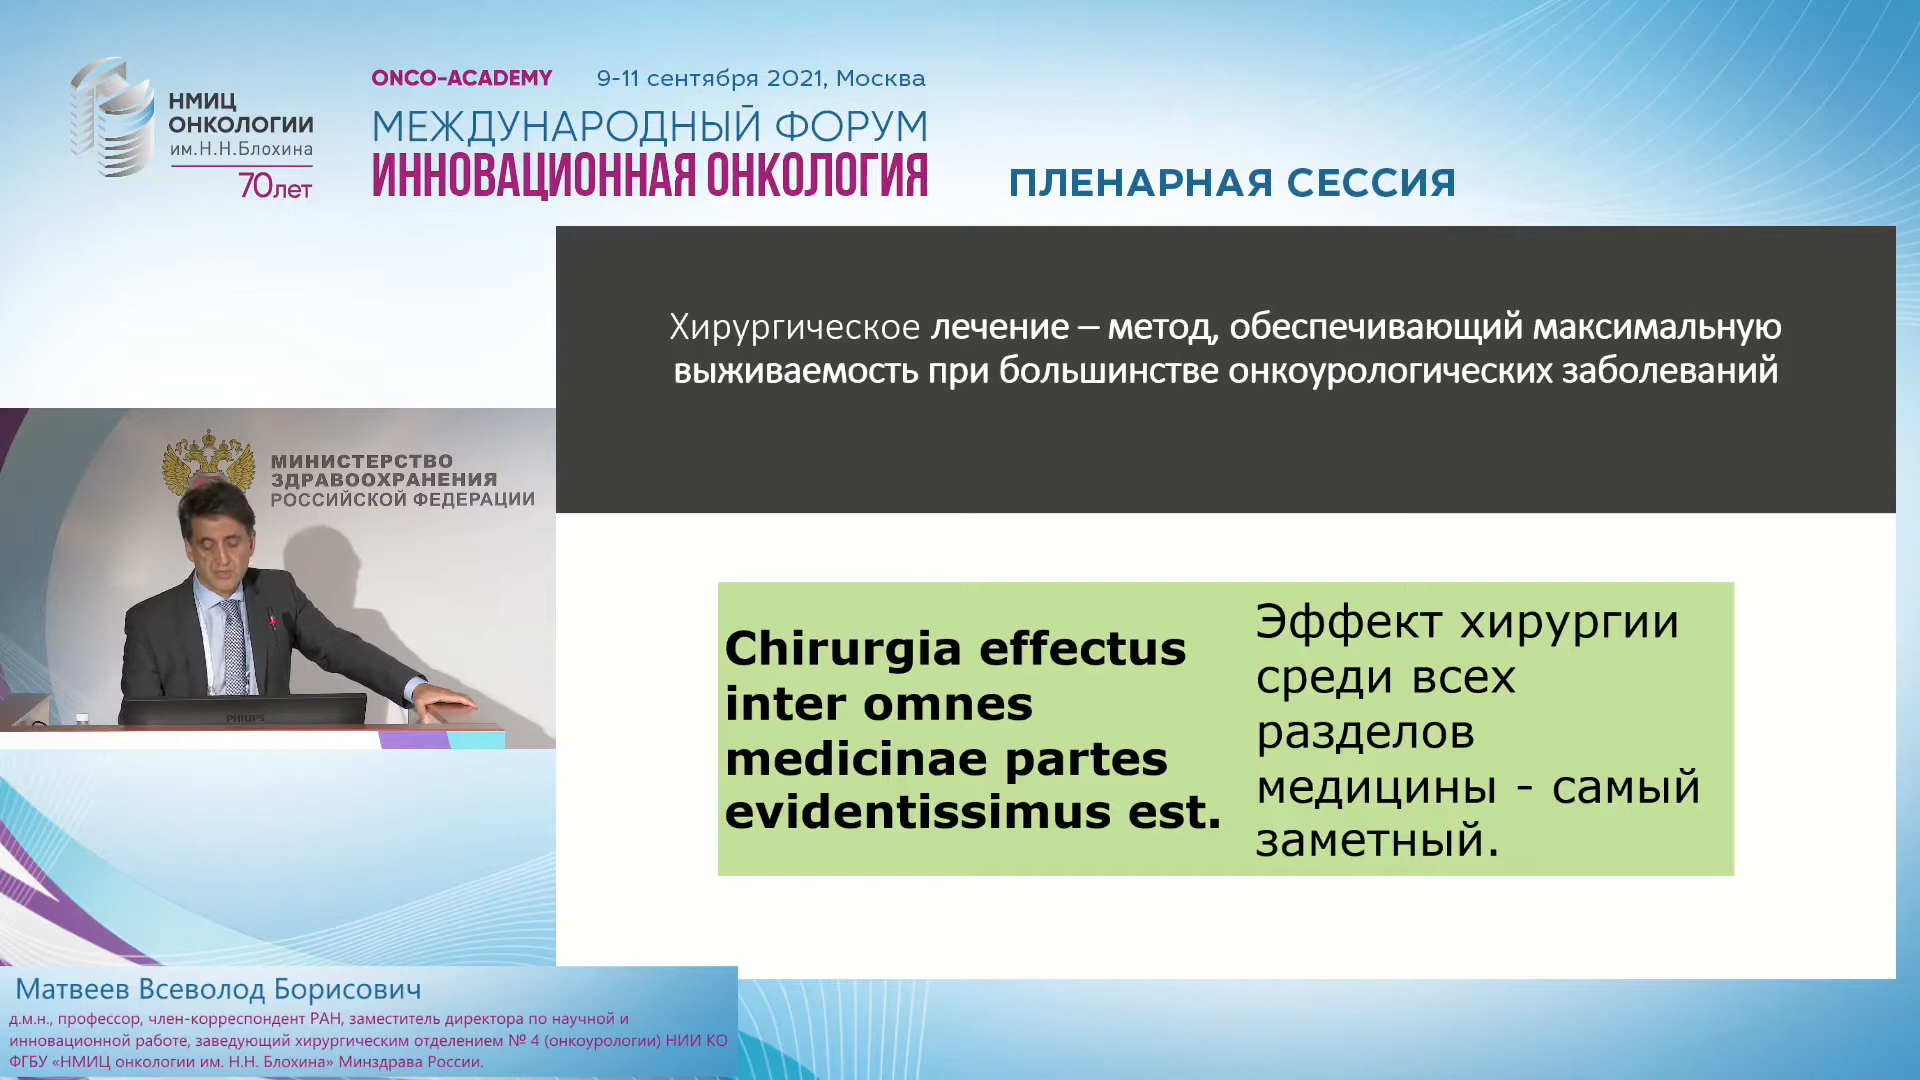 НМИЦ
ОНКОЛОГИИ
им.Н.Н.Блохина
70лет
ONCO-ACADEMY 9-11 сентября 2021, Москва
МЕЖДУНАРОДНЫЙ ФОРУМ
ИННОВАЦИОННАЯ ОНКОЛОГИЯ
ПЛЕНАРНАЯ СЕССИЯ
Хирургическое лечение – метод, обеспечивающий максимальную
выживаемость при большинстве онкоурологических заболеваний
МИНИСТЕРСТВО
ЗДРАВООХРАНЕНИЯ
РОССИЙСКОЙ ФЕДЕРАЦИИ
PHILIPS
Chirurgia effectus
inter omnes
medicinae partes
evidentissimus est.
Эффект хирургии
среди всех
разделов
медицины - самый
заметный.
Матвеев Всеволод Борисович
д.м.н., профессор, член-корреспондент РАН, заместитель директора по научной и
инновационной работе, заведующий хирургическим отделением № 4 (онкоурологии) НИИ КО
ФГБУ «НМИЦ онкологии им. Н.Н. Блохина» Минздрава России.